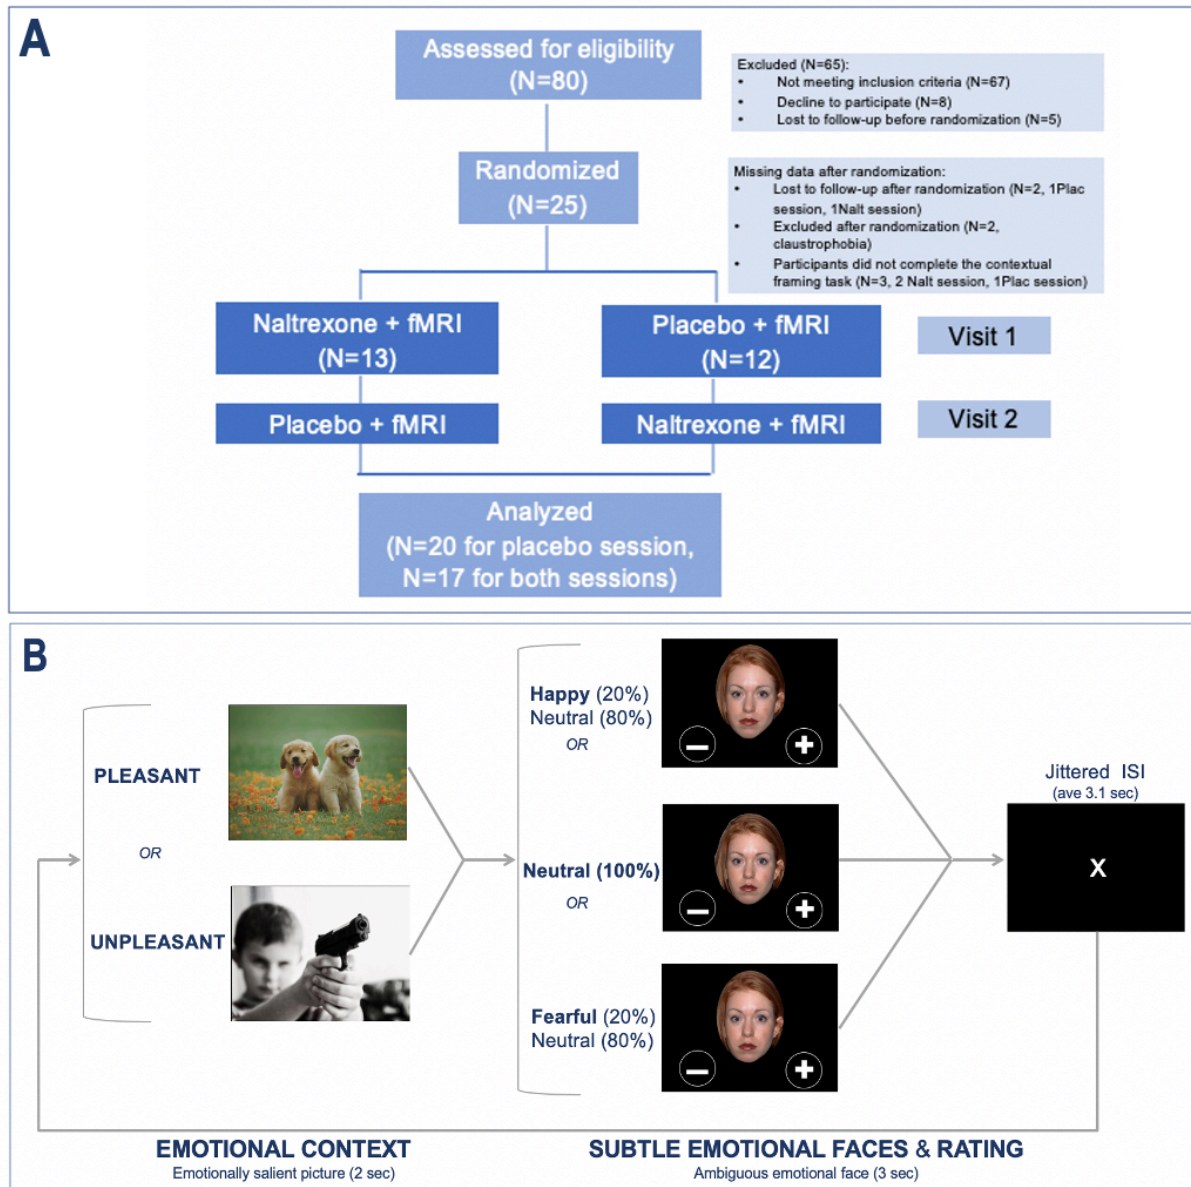 A
Assessed for eligibility
(N=80)
Excluded (N=65):
• Not meeting inclusion criteria (N=67)
• Decline to participate (N=8)
• Lost to follow-up before randomization (N=5)
Randomized
(N=25)
Missing data after randomization:
• Lost to follow-up after randomization (N=2, 1Plac
session, 1Nalt session)
• Excluded after randomization (N=2,
claustrophobia)
• Participants did not complete the contextual
framing task (N=3, 2 Nalt session, 1Plac session)
Naltrexone + fMRI
(N=13)
Placebo + fMRI
(N=12)
Visit 1
Placebo + fMRI
Naltrexone + fMRI
Visit 2
Analyzed
(N=20 for placebo session,
N=17 for both sessions)
B
PLEASANT
OR
UNPLEASANT
Happy (20%)
Neutral (80%)
OR
Neutral (100%)
OR
Fearful (20%)
Neutral (80%)
Jittered ISI
(ave 3.1 sec)
X
EMOTIONAL CONTEXT
Emotionally salient picture (2 sec)
SUBTLE EMOTIONAL FACES & RATING
Ambiguous emotional face (3 sec)